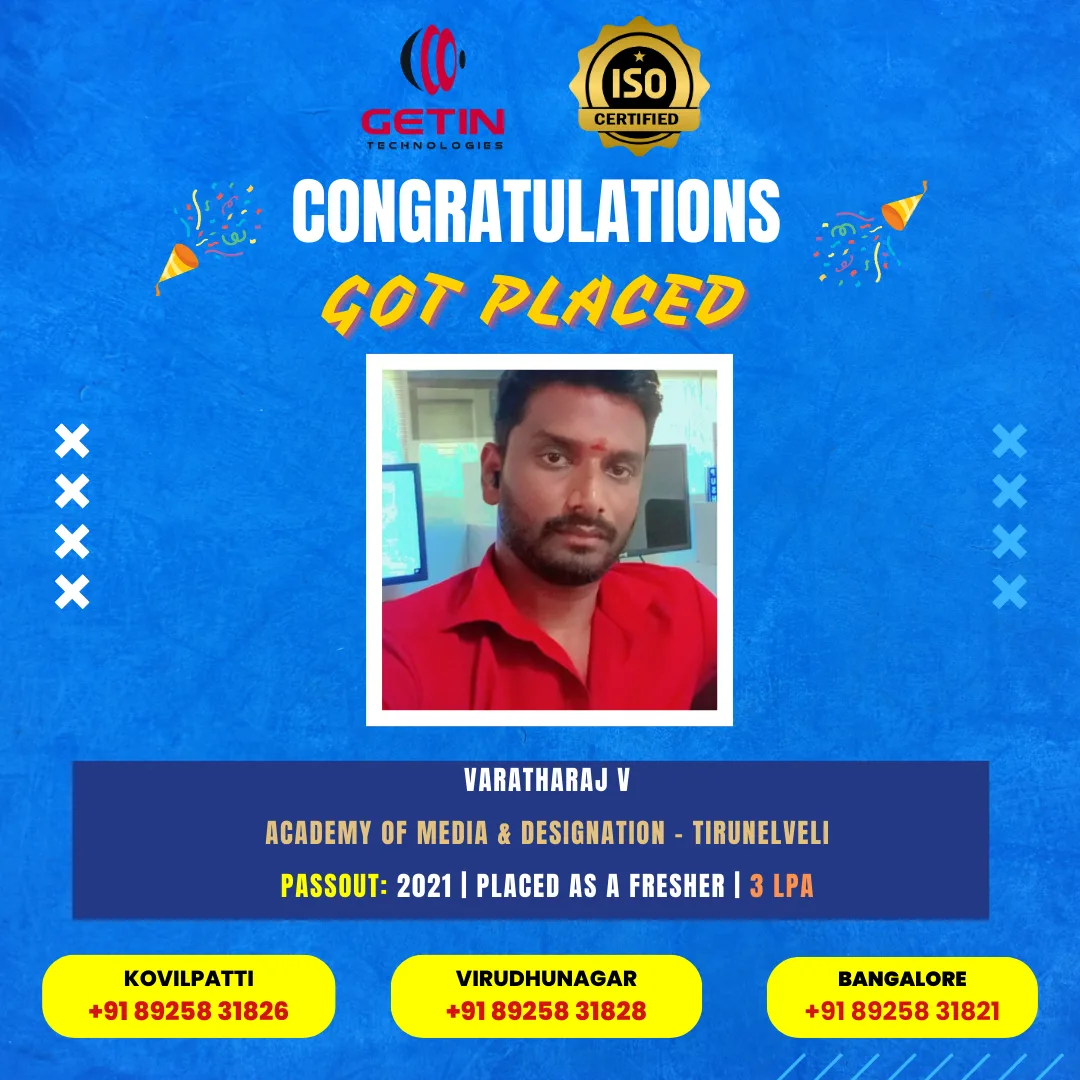 GETIN
TECHNOLOGIES
ISO
CERTIFIED
CONGRATULATIONS
GOT PLACED
VARATHARAJ V
ACADEMY OF MEDIA & DESIGNATION - TIRUNELVELI
PASSOUT: 2021 | PLACED AS A FRESHER | 3 LPA
KOVILPATTI
+91 89258 31826
VIRUDHUNAGAR
+91 89258 31828
BANGALORE
+91 89258 31821